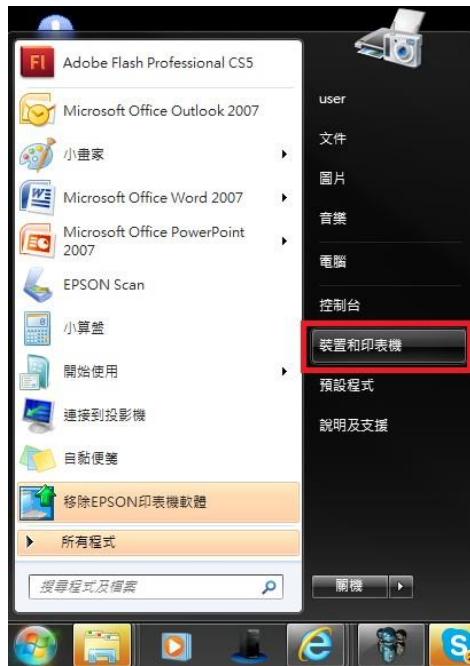 Fl Adobe Flash Professional CS5
Microsoft Office Outlook 2007
小畫家
Microsoft Office Word 2007
Microsoft Office PowerPoint
2007
EPSON Scan
小算盤
開始使用
連接到投影機
自黏便箋
移除EPSON印表機軟體
所有程式
搜尋程式及檔案
user
文件
圖片
音樂
電腦
控制台
裝置和印表機
預設程式
說明及支援
關機